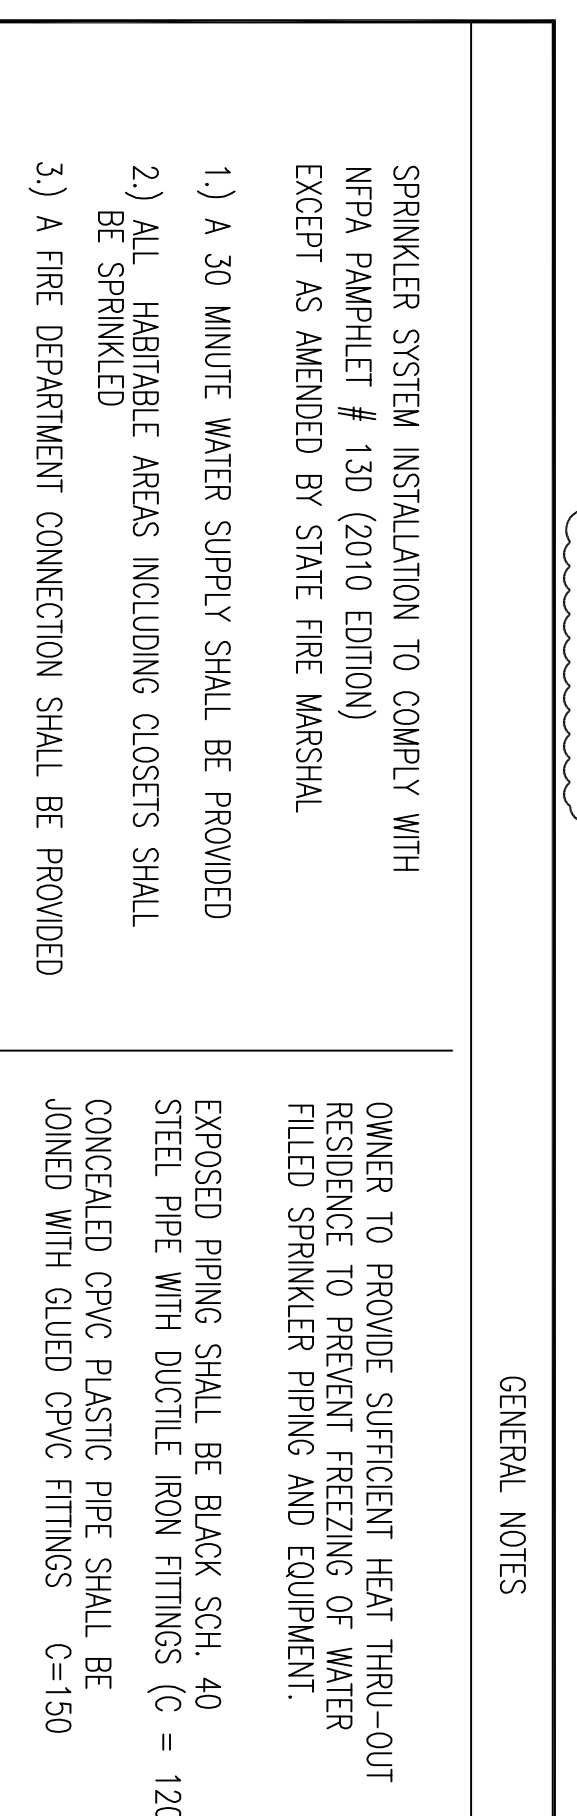 GENERAL NOTES
SPRINKLER SYSTEM INSTALLATION TO COMPLY WITH
NFPA PAMPHLET # 13D (2010 EDITION)
EXCEPT AS AMENDED BY STATE FIRE MARSHAL
1.) A 30 MINUTE WATER SUPPLY SHALL BE PROVIDED
2.) ALL HABITABLE AREAS INCLUDING CLOSETS SHALL
BE SPRINKLED
3.) A FIRE DEPARTMENT CONNECTION SHALL BE PROVIDED
OWNER TO PROVIDE SUFFICIENT HEAT THRU-OUT
RESIDENCE TO PREVENT FREEZING OF WATER
FILLED SPRINKLER PIPING AND EQUIPMENT.
EXPOSED PIPING SHALL BE BLACK SCH. 40
STEEL PIPE WITH DUCTILE IRON FITTINGS (C = 120
CONCEALED CPVC PLASTIC PIPE SHALL BE
JOINED WITH GLUED CPVC FITTINGS C=150